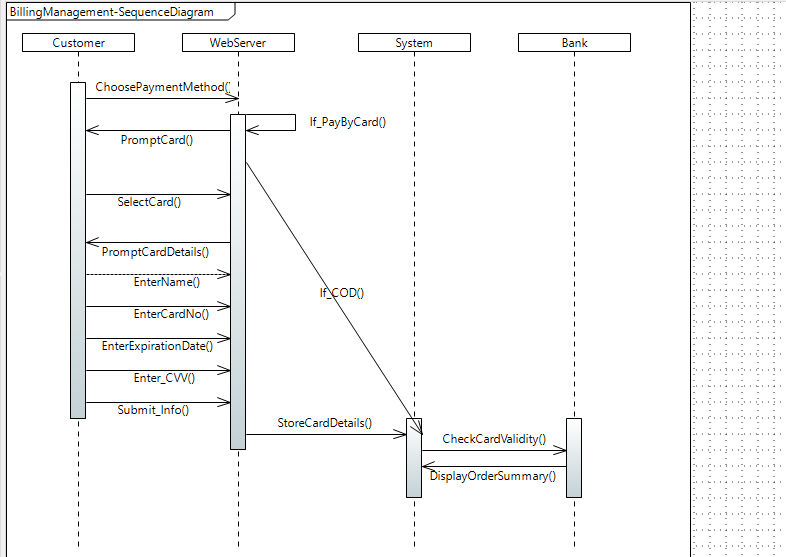 BillingManagement-SequenceDiagram
Customer
WebServer
System
Bank
ChoosePaymentMethod()
If_PayByCard()
PromptCard()
SelectCard()
PromptCardDetails()
EnterName()
If_COD()
EnterCardNo()
EnterExpirationDate()
Enter_CVV()
Submit_Info()
StoreCardDetails()
CheckCardValidity()
DisplayOrderSummary()